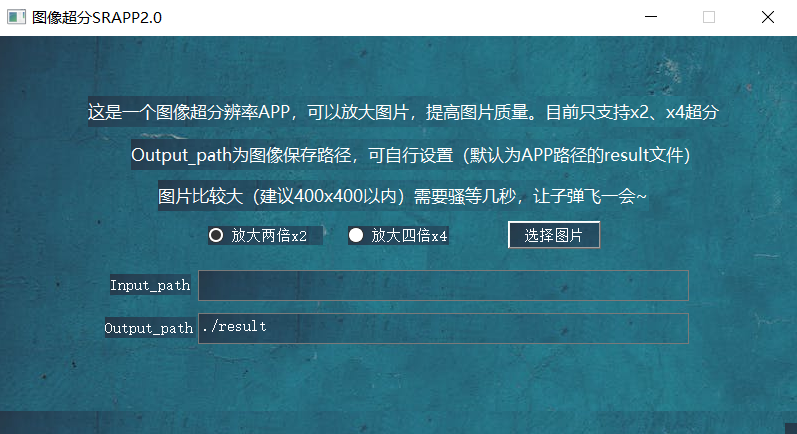 图像超分SRAPP2.0
这是一个图像超分辨率APP，可以放大图片，提高图片质量。目前只支持x2、x4超分
Output_path为图像保存路径，可自行设置（默认为APP路径的result文件）
图片比较大（建议400x400以内）需要骚等几秒，让子弹飞一会~
放大两倍x2 放大四倍x4 选择图片
Input_path
Output_path ./result